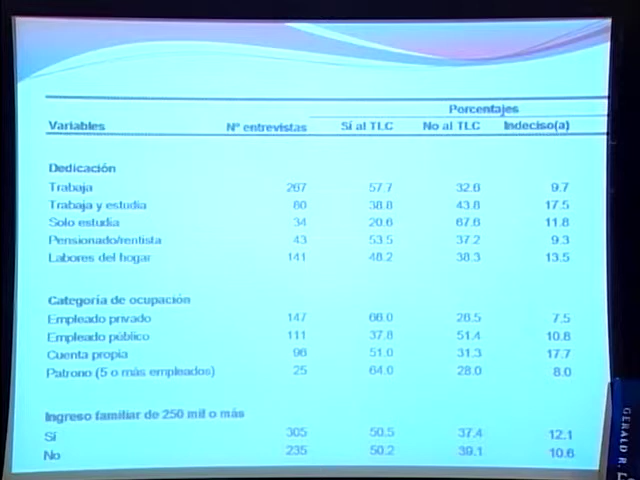 Porcentajes
Variables Nº entrevistas Sí al TLC No al TLC Indeciso(a)
Dedicación
Trabaja 267 57.7 32.6 9.7
Trabaja y estudia 80 38.8 43.8 17.5
Solo estudia 34 20.6 67.6 11.8
Pensionado/rentista 43 53.5 37.2 9.3
Labores del hogar 141 48.2 38.3 13.5
Categoría de ocupación
Empleado privado 147 66.0 26.5 7.5
Empleado público 111 37.8 51.4 10.8
Cuenta propia 96 51.0 31.3 17.7
Patrono (5 o más empleados) 25 64.0 28.0 8.0
Ingreso familiar de 250 mil o más
Sí 305 50.5 37.4 12.1
No 235 50.2 39.1 10.6
GERALD R.